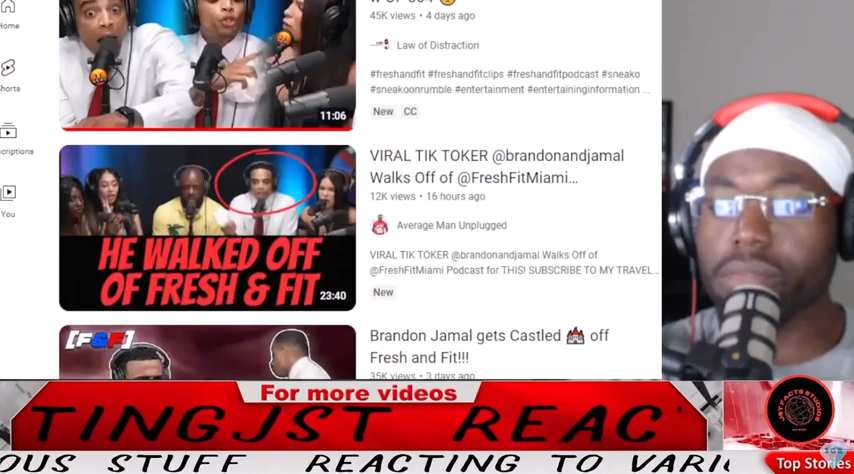 Home
45K views • 4 days ago
Law of Distraction
#freshandfit #freshandfitclips #freshandfitpodcast #sneako
#sneakoonrumble #entertainment #entertaininginformation ...
New CC
11:06
Shorts
VIRAL TIK TOKER @brandonandjamal
Walks Off of @FreshFitMiami...
12K views • 16 hours ago
Average Man Unplugged
You
HE WALKED OFF
OF FRESH & FIT
23:40
VIRAL TIK TOKER @brandonandjamal Walks Off of
@FreshFitMiami Podcast for THIS! SUBSCRIBE TO MY TRAVEL...
New
[F&F]
Brandon Jamal gets Castled 🏰 off
Fresh and Fit!!!
35K views • 3 days ago
For more videos
TINGJST REAC
JST FACTS STUDIOS
OUS STUFF REACTING TO VARI
Top Stories